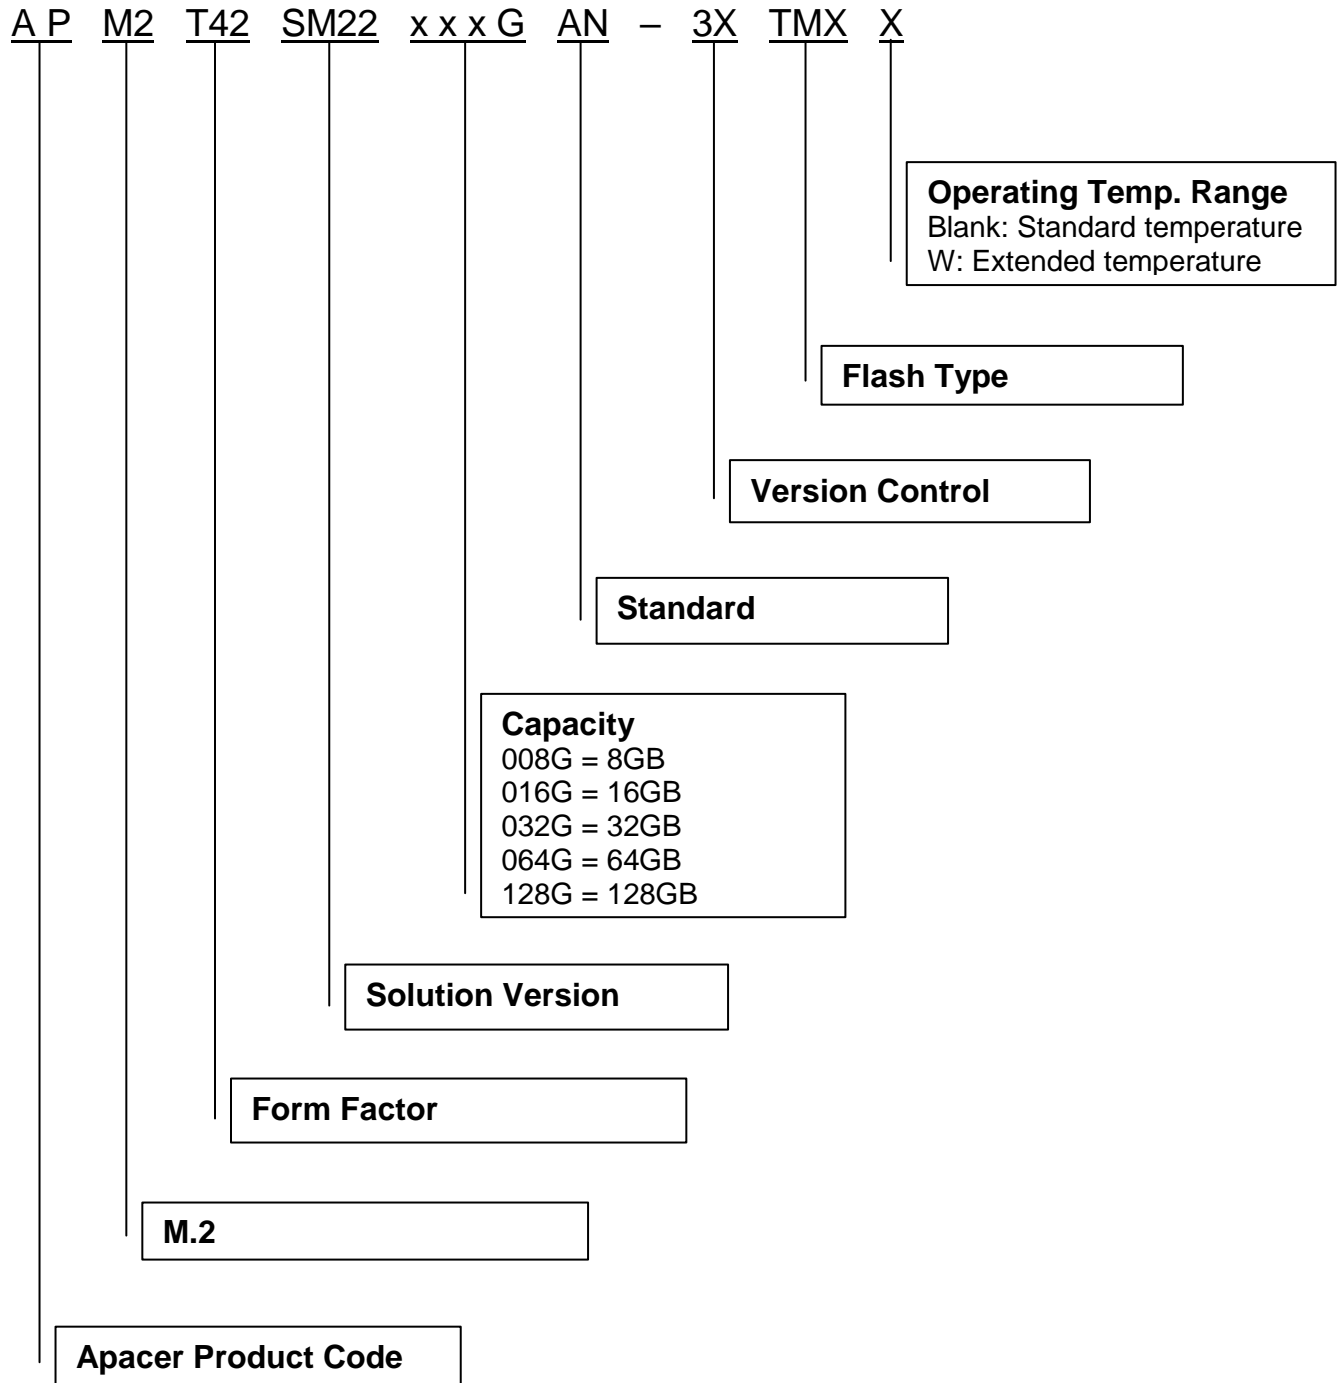 A P M2 T42 SM22 x x x G AN – 3X TMX X
Operating Temp. Range
Blank: Standard temperature
W: Extended temperature
Flash Type
Version Control
Standard
Capacity
008G = 8GB
016G = 16GB
032G = 32GB
064G = 64GB
128G = 128GB
Solution Version
Form Factor
M.2
Apacer Product Code